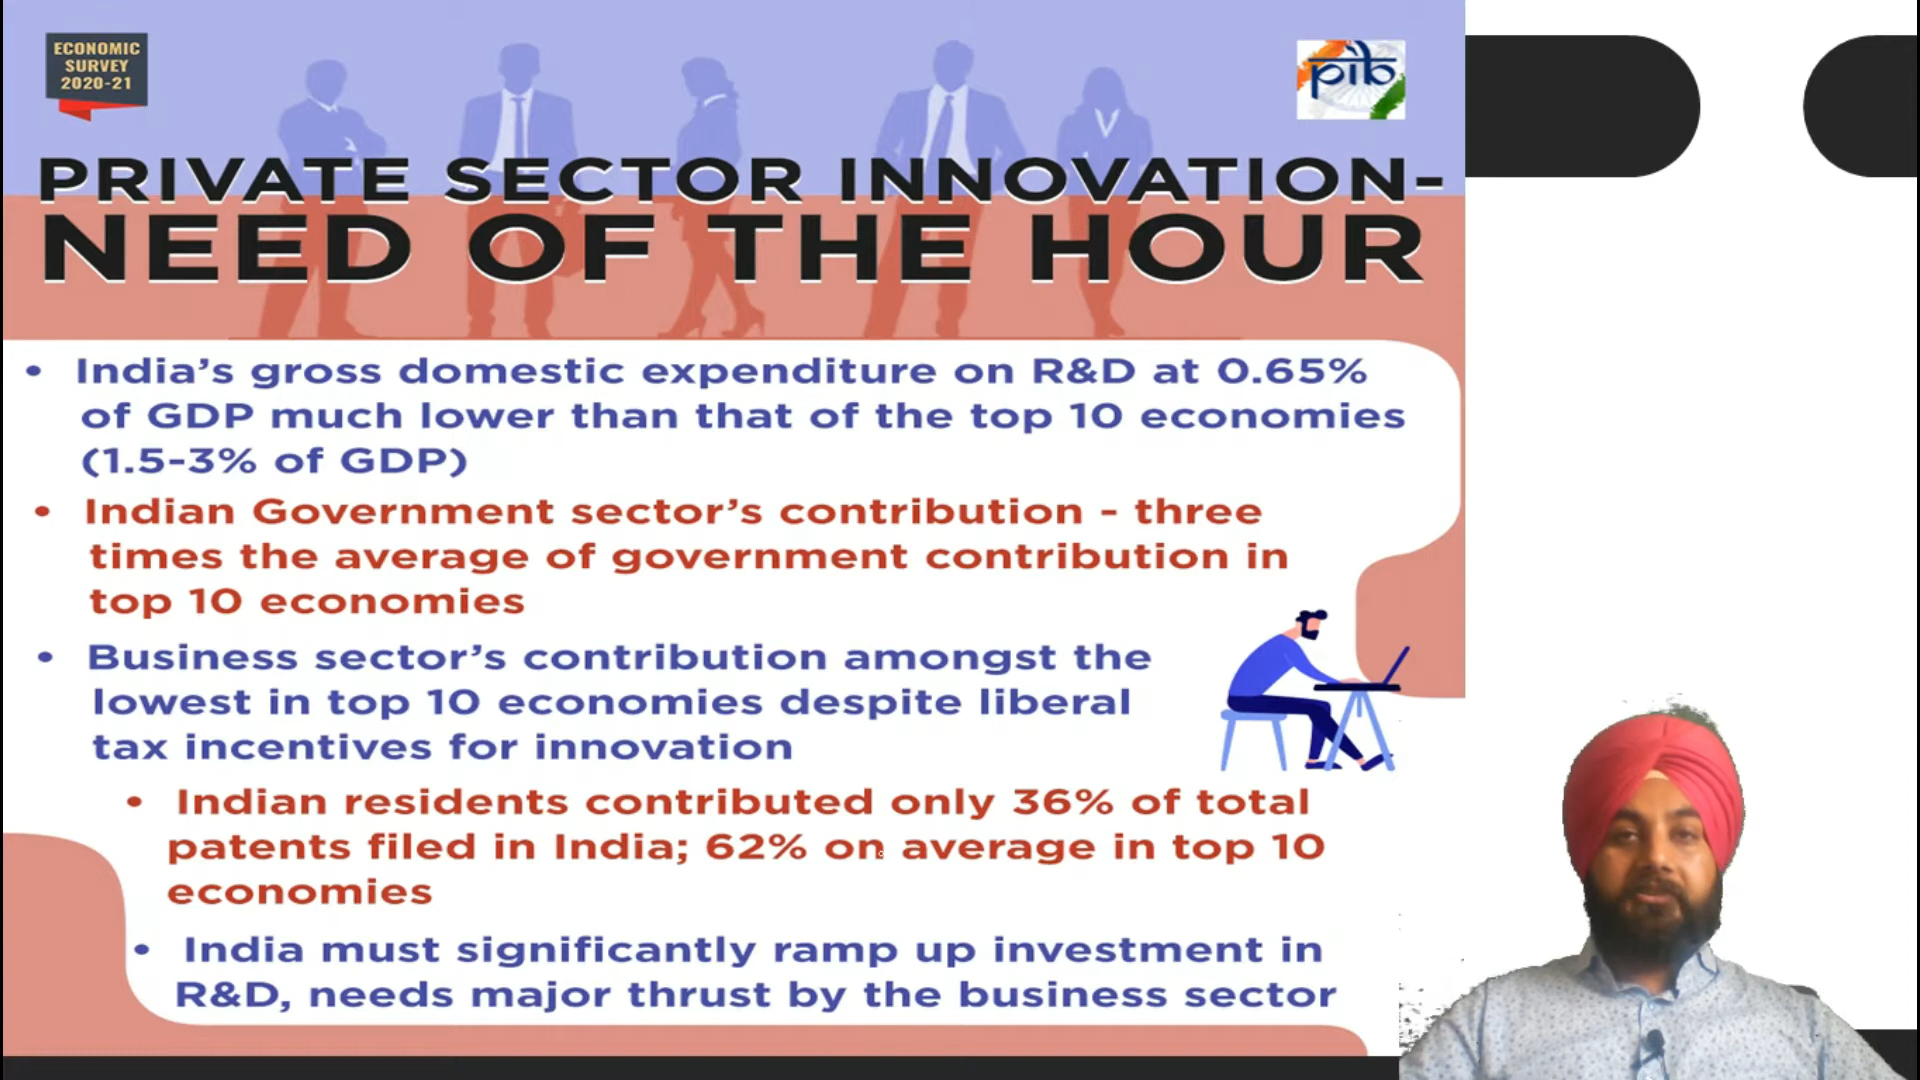 ECONOMIC
SURVEY
2020-21
pib
PRIVATE SECTOR INNOVATION-
NEED OF THE HOUR
• India's gross domestic expenditure on R&D at 0.65%
of GDP much lower than that of the top 10 economies
(1.5-3% of GDP)
• Indian Government sector's contribution - three
times the average of government contribution in
top 10 economies
• Business sector's contribution amongst the
lowest in top 10 economies despite liberal
tax incentives for innovation
• Indian residents contributed only 36% of total
patents filed in India; 62% on average in top 10
economies
• India must significantly ramp up investment in
R&D, needs major thrust by the business sector